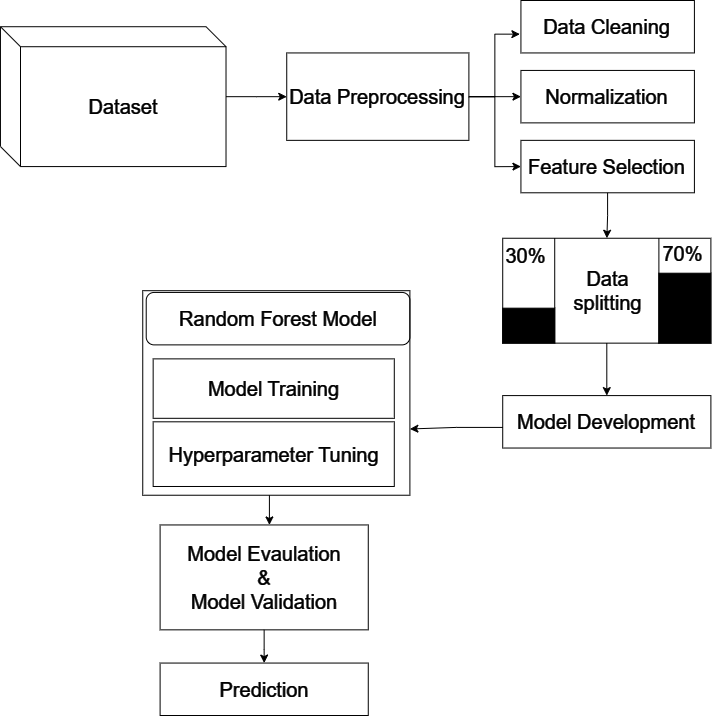 Dataset
Data Preprocessing
Data Cleaning
Normalization
Feature Selection
30%
Data
splitting
70%
Model Development
Random Forest Model
Model Training
Hyperparameter Tuning
Model Evaulation
&
Model Validation
Prediction